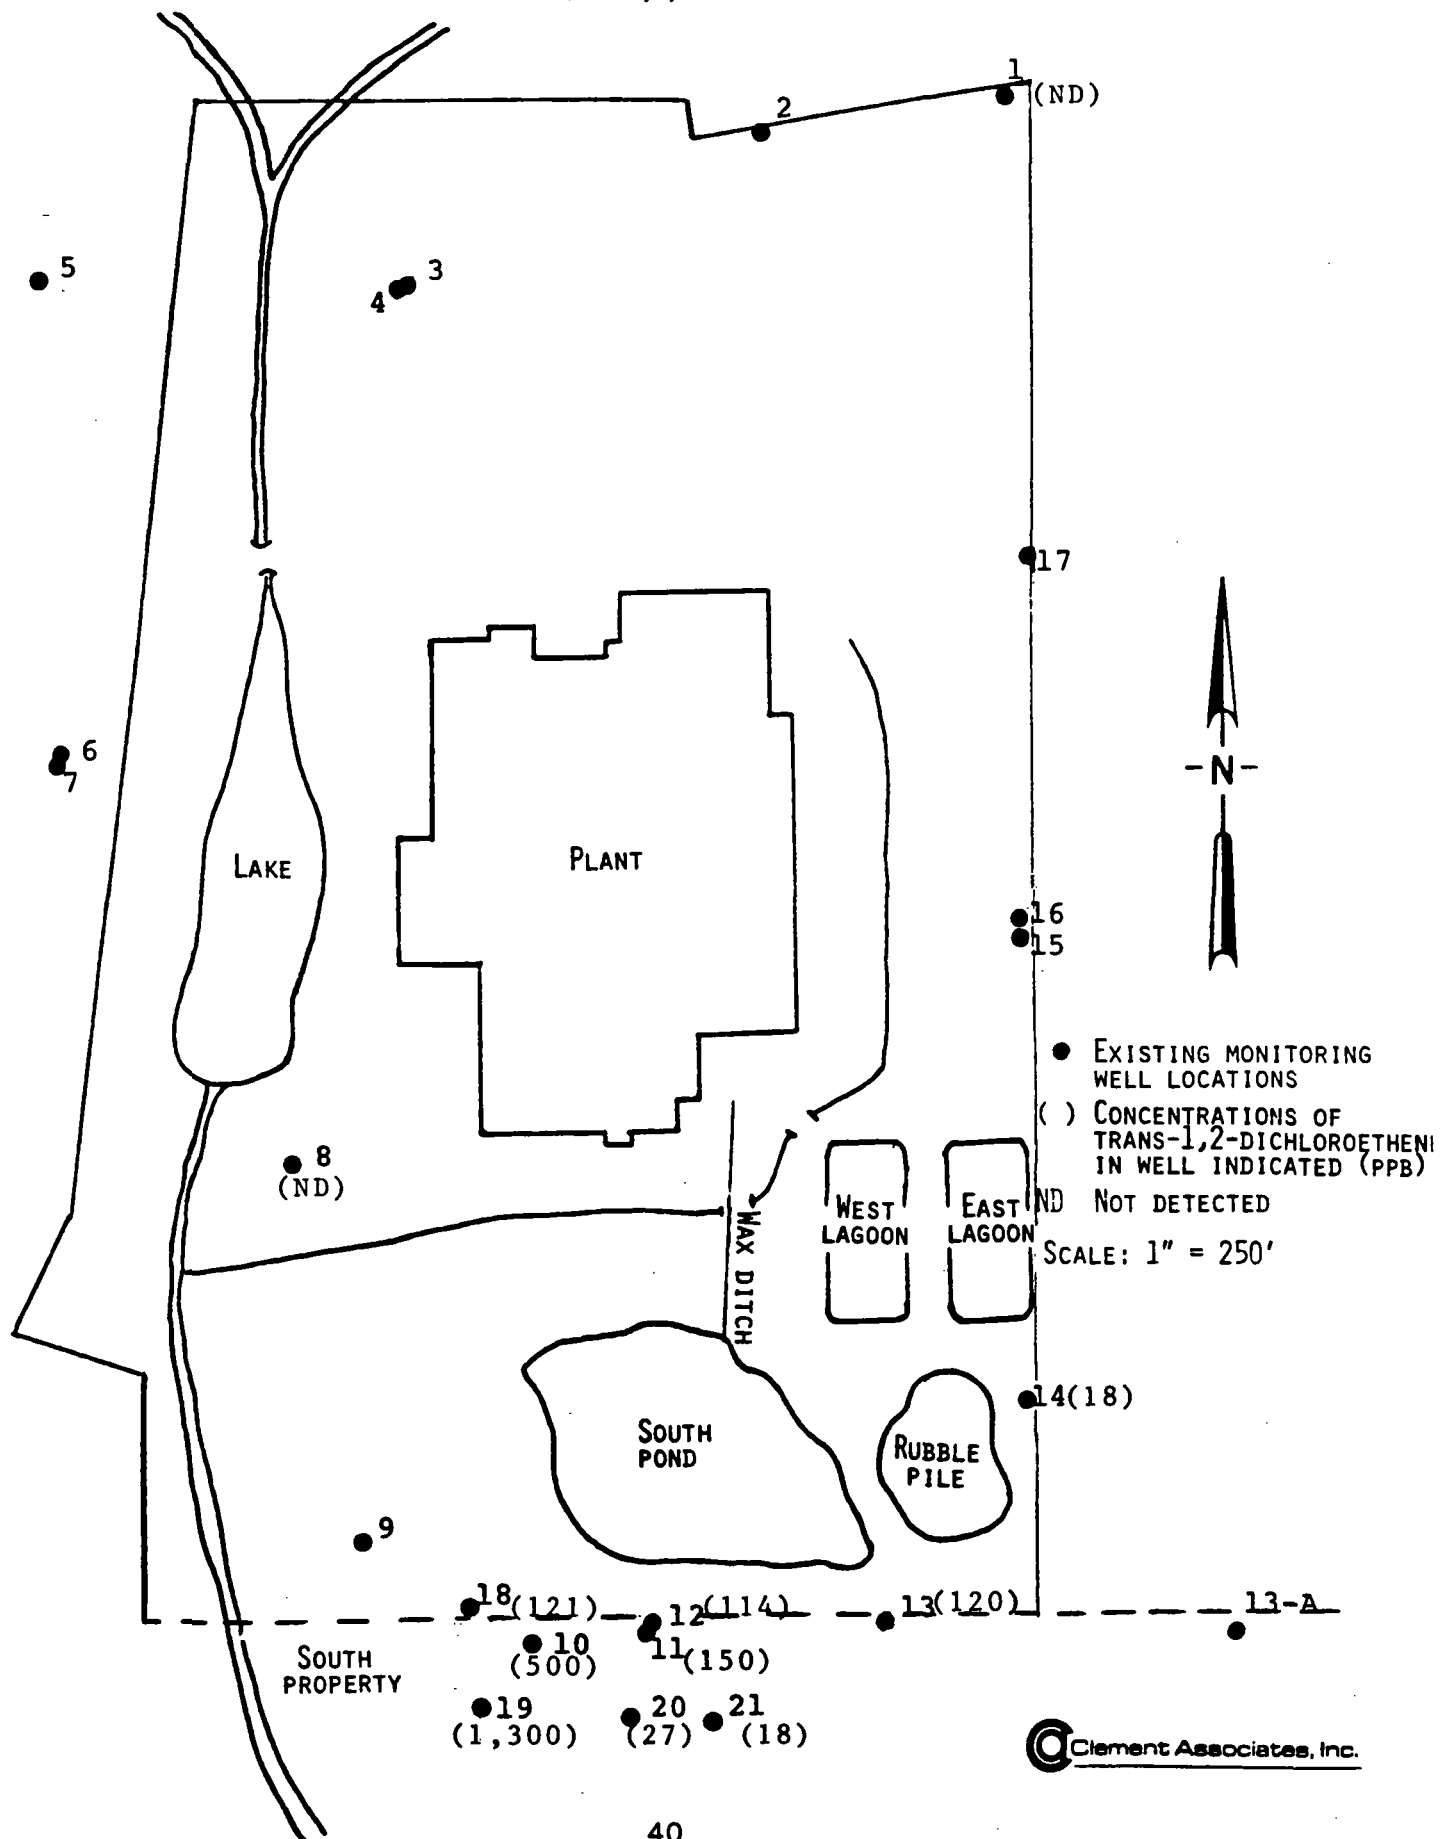 1
(ND)
2
5
3
4
17
6
7
LAKE
PLANT
-N-
16
15
EXISTING MONITORING
WELL LOCATIONS
( ) CONCENTRATIONS OF
TRANS-1,2-DICHLOROETHENI
IN WELL INDICATED (PPB)
ND NOT DETECTED
SCALE: 1" = 250'
8
(ND)
WEST
LAGOON
EAST
LAGOON
WAX DITCH
14(18)
SOUTH
POND
RUBBLE
PILE
9
18(121)
12(114)
13(120)
13-A
10
(500)
11(150)
SOUTH
PROPERTY
19
(1,300)
20
(27)
21
(18)
Clement Associates, Inc.
40